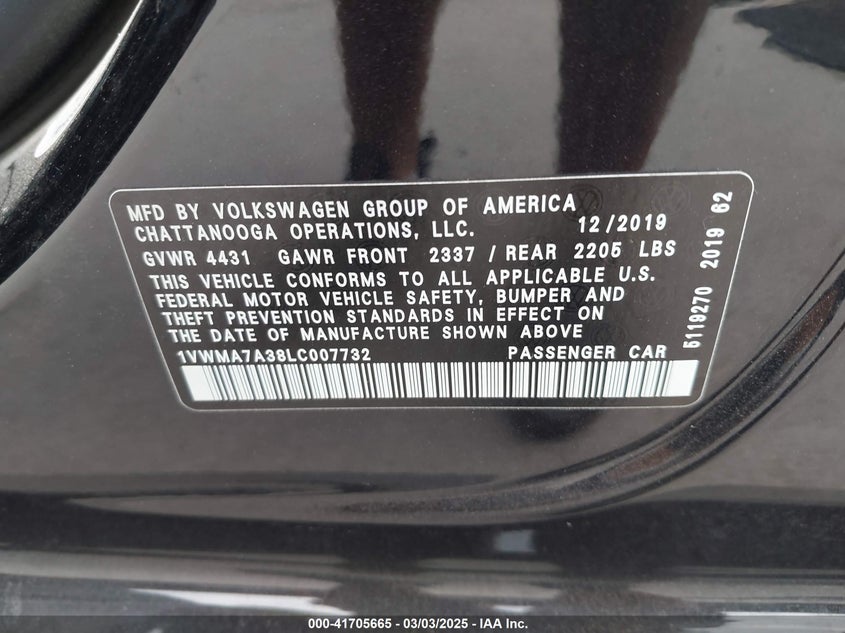 MFD BY VOLKSWAGEN GROUP OF AMERICA
CHATTANOOGA OPERATIONS, LLC. 12/2019
GVWR 4431 GAWR FRONT 2337 / REAR 2205 LBS
THIS VEHICLE CONFORMS TO ALL APPLICABLE U.S.
FEDERAL MOTOR VEHICLE SAFETY, BUMPER AND
THEFT PREVENTION STANDARDS IN EFFECT ON
THE DATE OF MANUFACTURE SHOWN ABOVE
1VWMA7A38LC007732 PASSENGER CAR
5119270 2019 62
000-41705665 - 03/03/2025 - IAA Inc.